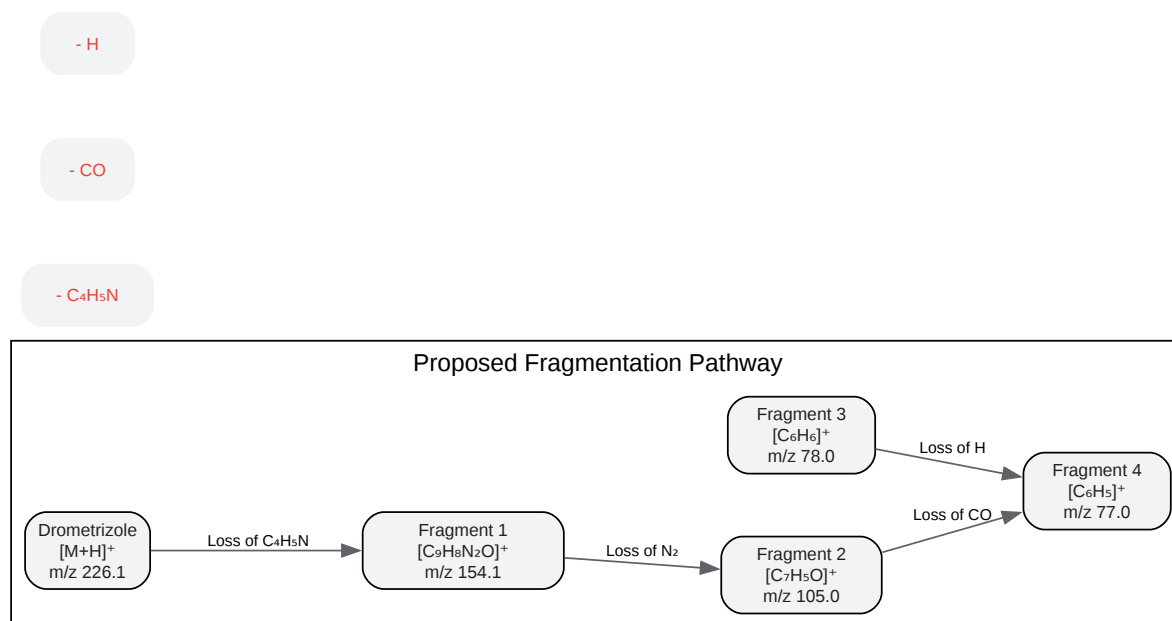 - H
- CO
- C₄H₅N
Proposed Fragmentation Pathway
Fragment 3
[C₆H₆]⁺
m/z 78.0
Loss of H
Fragment 4
[C₆H₅]⁺
m/z 77.0
Drometrizole
[M+H]⁺
m/z 226.1
Loss of C₄H₅N
Fragment 1
[C₉H₈N₂O]⁺
m/z 154.1
Loss of N₂
Fragment 2
[C₇H₅O]⁺
m/z 105.0
Loss of CO